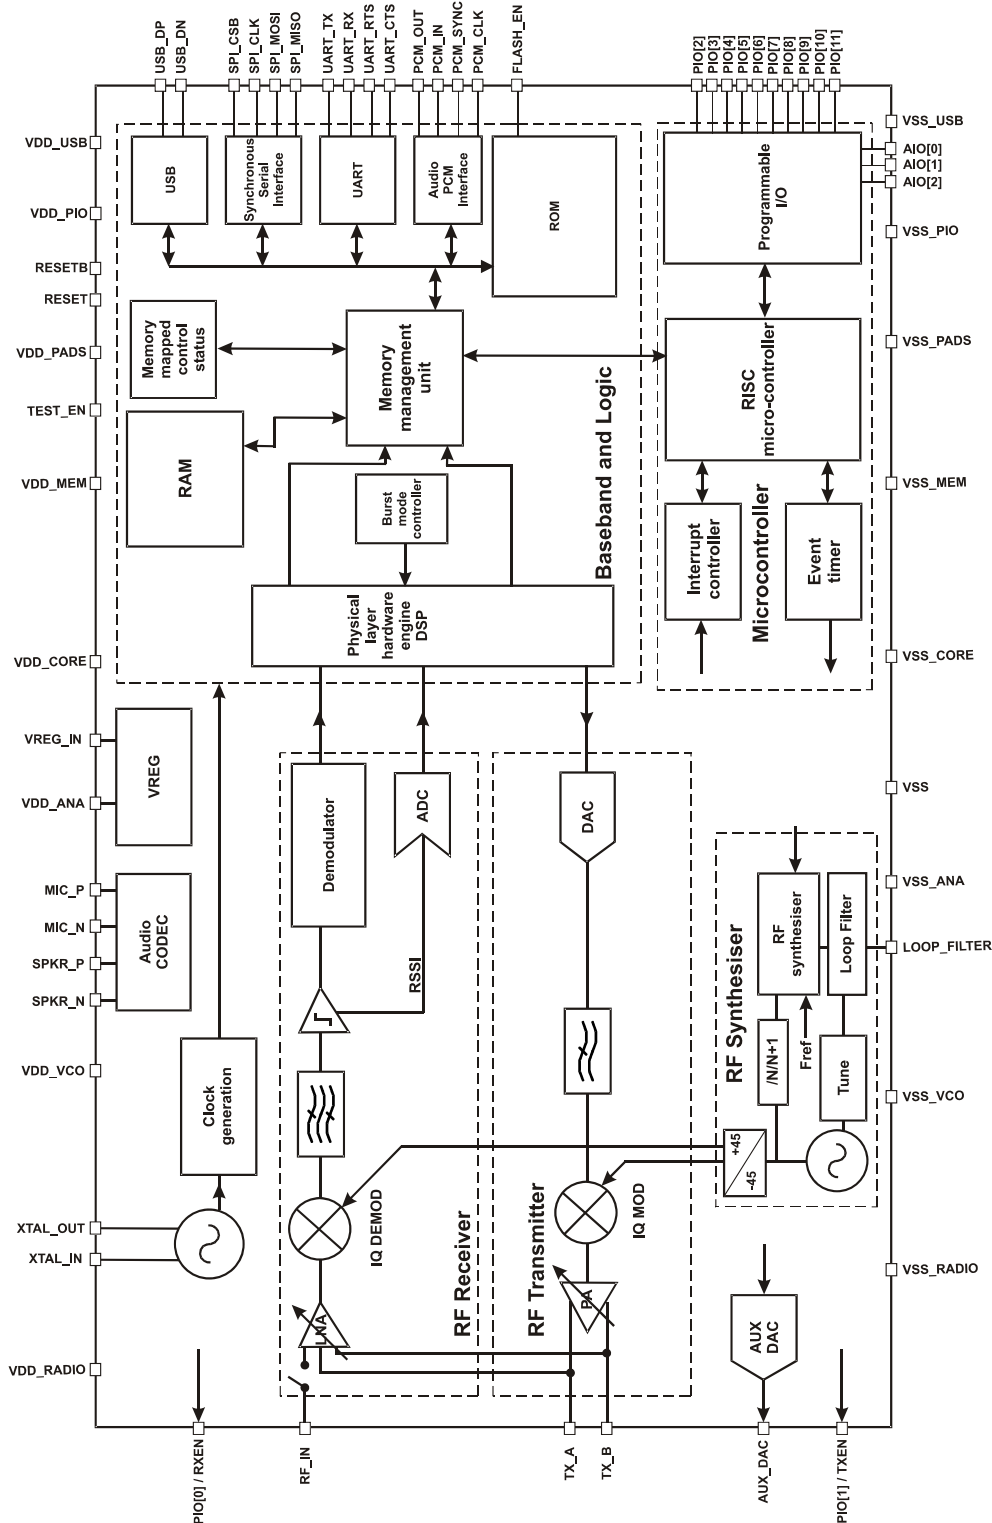 USB_DP
USB_DN
SPI_CSB
SPI_CLK
SPI_MOSI
SPI_MISO
UART_TX
UART_RX
UART_RTS
UART_CTS
PCM_OUT
PCM_IN
PCM_SYNC
PCM_CLK
FLASH_EN
PIO[2]
PIO[3]
PIO[4]
PIO[5]
PIO[6]
PIO[7]
PIO[8]
PIO[9]
PIO[10]
PIO[11]
VDD_USB
VDD_PIO
RESETB
RESET
VDD_PADS
TEST_EN
VDD_MEM
VDD_CORE
VREG_IN
VDD_ANA
MIC_P
MIC_N
SPKR_P
SPKR_N
VDD_VCO
XTAL_OUT
XTAL_IN
VDD_RADIO
VSS_USB
AIO[0]
AIO[1]
AIO[2]
VSS_PIO
VSS_PADS
VSS_MEM
VSS_CORE
VSS
VSS_ANA
LOOP_FILTER
VSS_VCO
VSS_RADIO
USB
Synchronous
Serial
Interface
UART
Audio
PCM
Interface
ROM
Programmable
I/O
Memory
mapped
control
status
Memory
management
unit
RISC
micro-controller
RAM
Burst
mode
controller
Baseband and Logic
Interrupt
controller
Microcontroller
Event
timer
Physical
layer
hardware
engine
DSP
VREG
Demodulator
ADC
DAC
Audio
CODEC
RSSI
RF
synthesiser
Loop Filter
RF Synthesiser
/N/N+1
Fref
Tune
Clock
generation
+45
-45
IQ DEMOD
IQ MOD
RF Receiver
RF Transmitter
LNA
PA
AUX
DAC
PIO[0] / RXEN
RF_IN
TX_A
TX_B
AUX_DAC
PIO[1] / TXEN